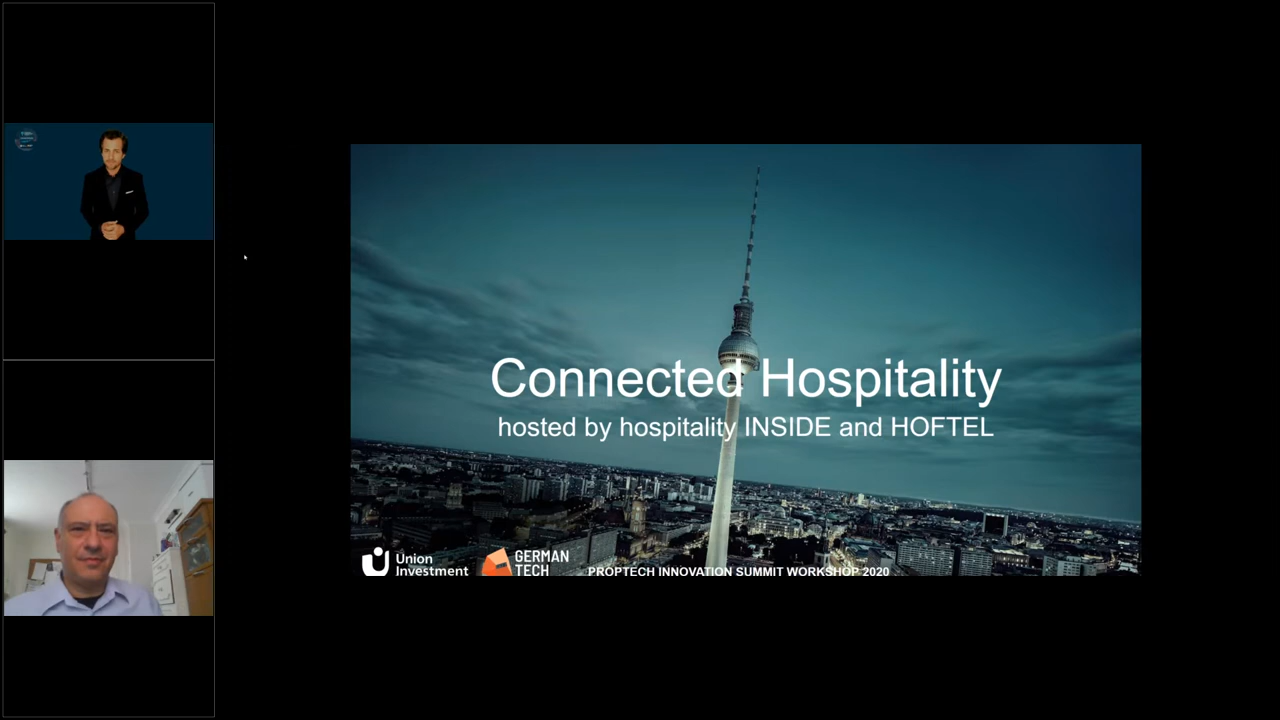 Connected Hospitality
hosted by hospitality INSIDE and HOFTEL
Union
Investment
GERMAN
TECH
PROPTECH INNOVATION SUMMIT WORKSHOP 2020